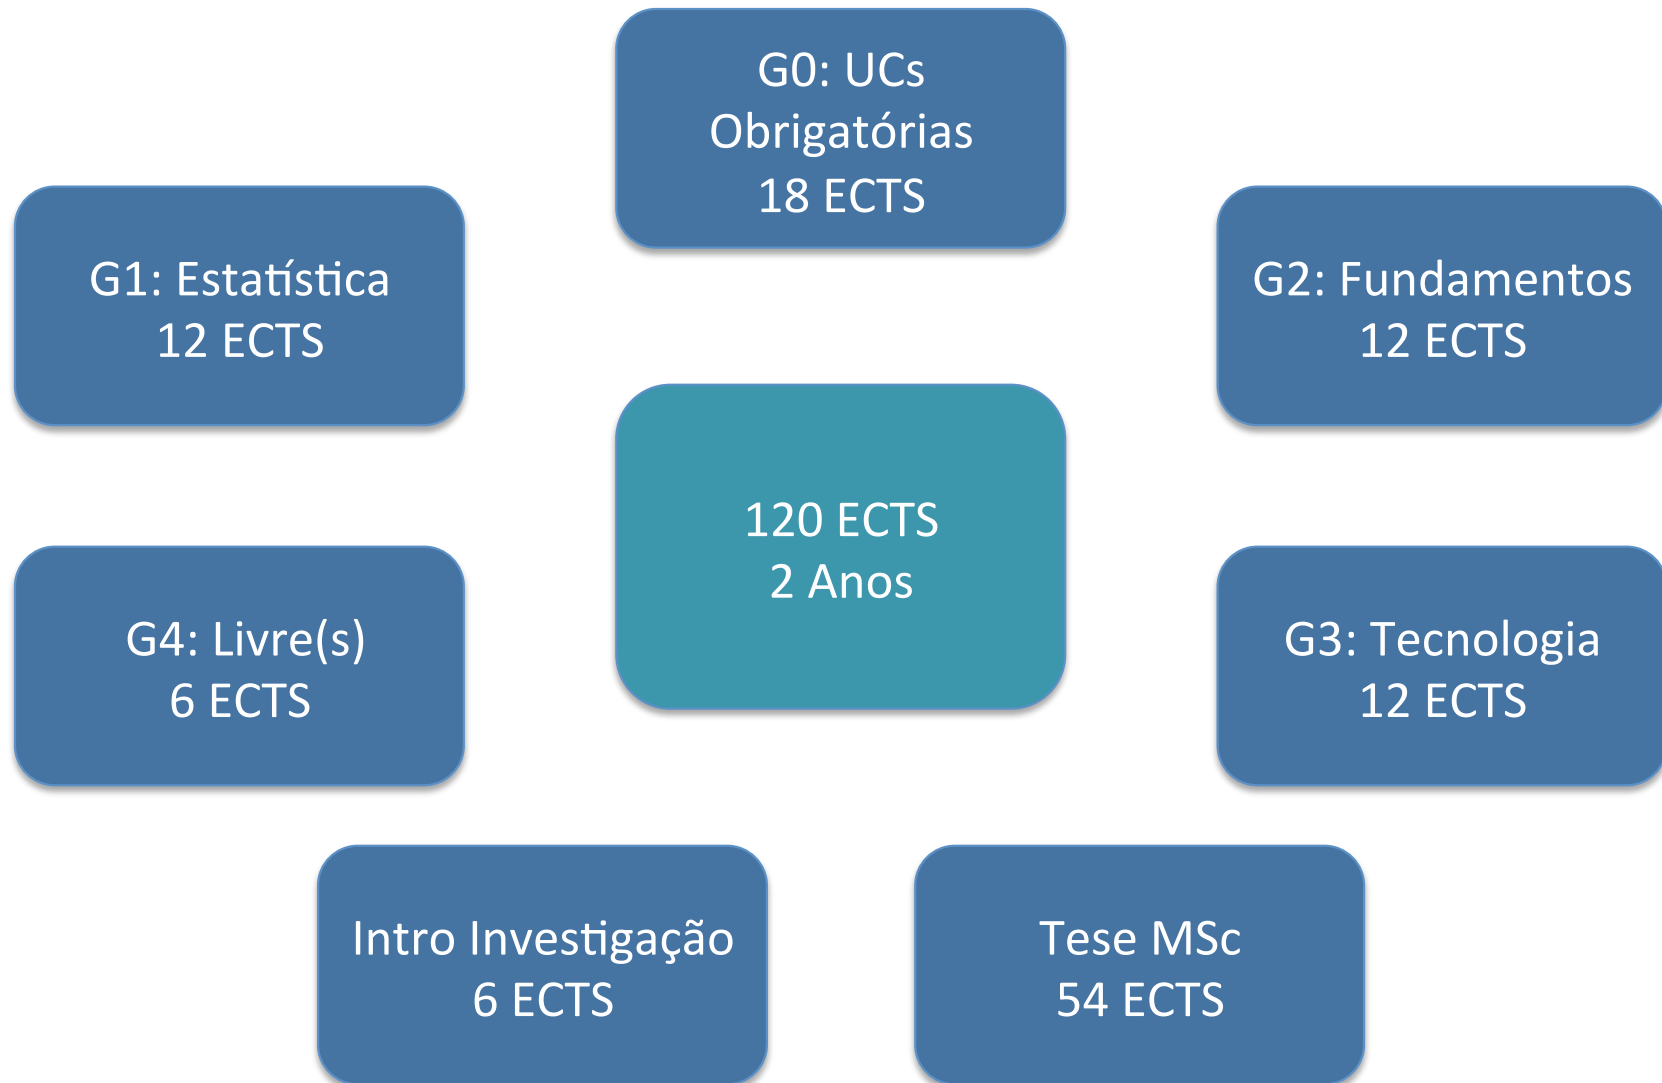 G0: UCs
Obrigatórias
18 ECTS
G1: Estatística
12 ECTS
G2: Fundamentos
12 ECTS
120 ECTS
2 Anos
G4: Livre(s)
6 ECTS
G3: Tecnologia
12 ECTS
Intro Investigação
6 ECTS
Tese MSc
54 ECTS